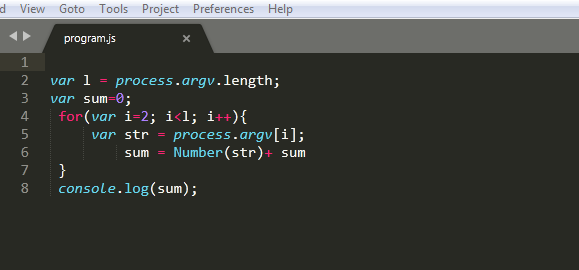 d View Goto Tools Project Preferences Help
program.js ×
1
2 var l = process.argv.length;
3 var sum=0;
4 for(var i=2; i<l; i++){
5 var str = process.argv[i];
6 sum = Number(str)+ sum
7 }
8 console.log(sum);